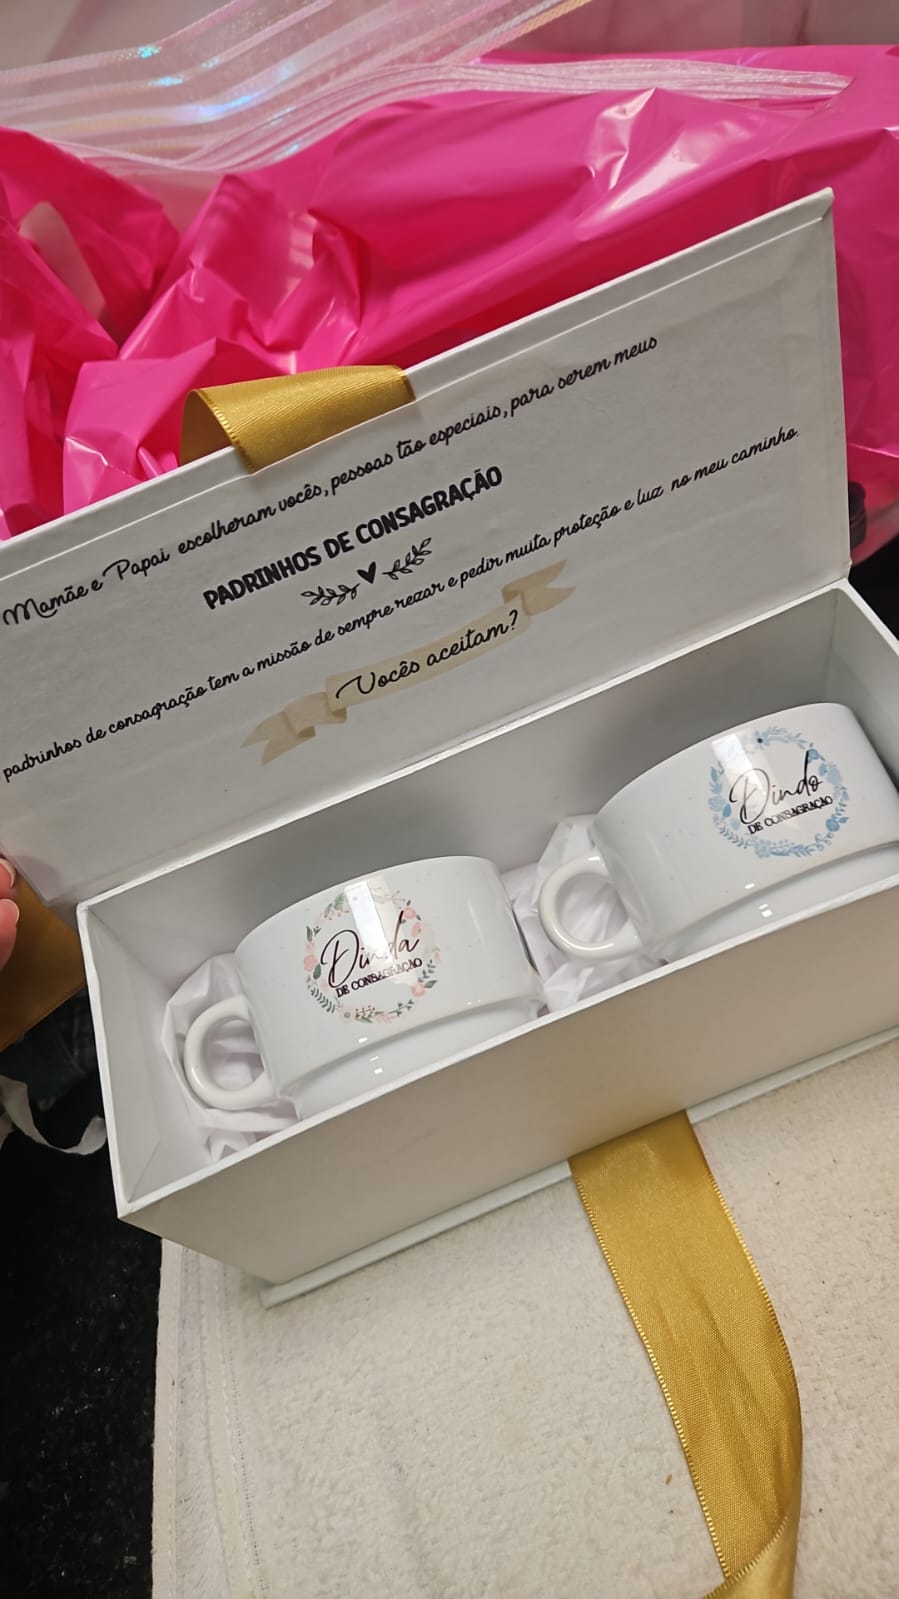 Mamãe e Papai escolheram vocês, pessoas tão especiais, para serem meus
PADRINHOS DE CONSAGRAÇÃO
padrinhos de consagração tem a missão de sempre rezar e pedir muita proteção e luz no meu caminho.
Vocês aceitam?
Dinda
DE CONSAGRAÇÃO
Dindo
DE CONSAGRAÇÃO